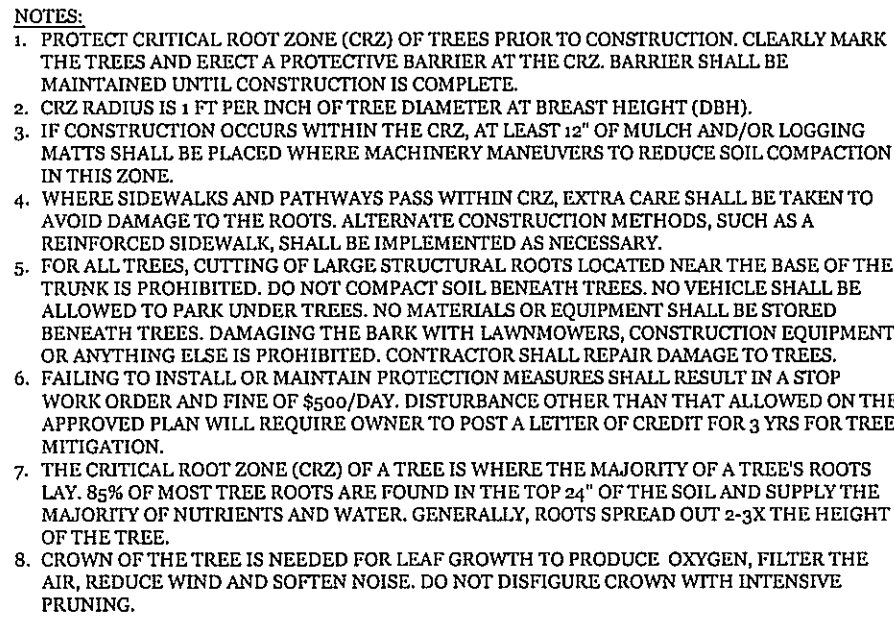 NOTES:
1. PROTECT CRITICAL ROOT ZONE (CRZ) OF TREES PRIOR TO CONSTRUCTION. CLEARLY MARK
THE TREES AND ERECT A PROTECTIVE BARRIER AT THE CRZ. BARRIER SHALL BE
MAINTAINED UNTIL CONSTRUCTION IS COMPLETE.
2. CRZ RADIUS IS 1 FT PER INCH OF TREE DIAMETER AT BREAST HEIGHT (DBH).
3. IF CONSTRUCTION OCCURS WITHIN THE CRZ, AT LEAST 12" OF MULCH AND/OR LOGGING
MATTS SHALL BE PLACED WHERE MACHINERY MANEUVERS TO REDUCE SOIL COMPACTION
IN THIS ZONE.
4. WHERE SIDEWALKS AND PATHWAYS PASS WITHIN CRZ, EXTRA CARE SHALL BE TAKEN TO
AVOID DAMAGE TO THE ROOTS. ALTERNATE CONSTRUCTION METHODS, SUCH AS A
REINFORCED SIDEWALK, SHALL BE IMPLEMENTED AS NECESSARY.
5. FOR ALL TREES, CUTTING OF LARGE STRUCTURAL ROOTS LOCATED NEAR THE BASE OF THE
TRUNK IS PROHIBITED. DO NOT COMPACT SOIL BENEATH TREES. NO VEHICLE SHALL BE
ALLOWED TO PARK UNDER TREES. NO MATERIALS OR EQUIPMENT SHALL BE STORED
BENEATH TREES. DAMAGING THE BARK WITH LAWNMOWERS, CONSTRUCTION EQUIPMENT
OR ANYTHING ELSE IS PROHIBITED. CONTRACTOR SHALL REPAIR DAMAGE TO TREES.
6. FAILING TO INSTALL OR MAINTAIN PROTECTION MEASURES SHALL RESULT IN A STOP
WORK ORDER AND FINE OF $500/DAY. DISTURBANCE OTHER THAN THAT ALLOWED ON THE
APPROVED PLAN WILL REQUIRE OWNER TO POST A LETTER OF CREDIT FOR 3 YRS FOR TREE
MITIGATION.
7. THE CRITICAL ROOT ZONE (CRZ) OF A TREE IS WHERE THE MAJORITY OF A TREE'S ROOTS
LAY. 85% OF MOST TREE ROOTS ARE FOUND IN THE TOP 24" OF THE SOIL AND SUPPLY THE
MAJORITY OF NUTRIENTS AND WATER. GENERALLY, ROOTS SPREAD OUT 2-3X THE HEIGHT
OF THE TREE.
8. CROWN OF THE TREE IS NEEDED FOR LEAF GROWTH TO PRODUCE OXYGEN, FILTER THE
AIR, REDUCE WIND AND SOFTEN NOISE. DO NOT DISFIGURE CROWN WITH INTENSIVE
PRUNING.